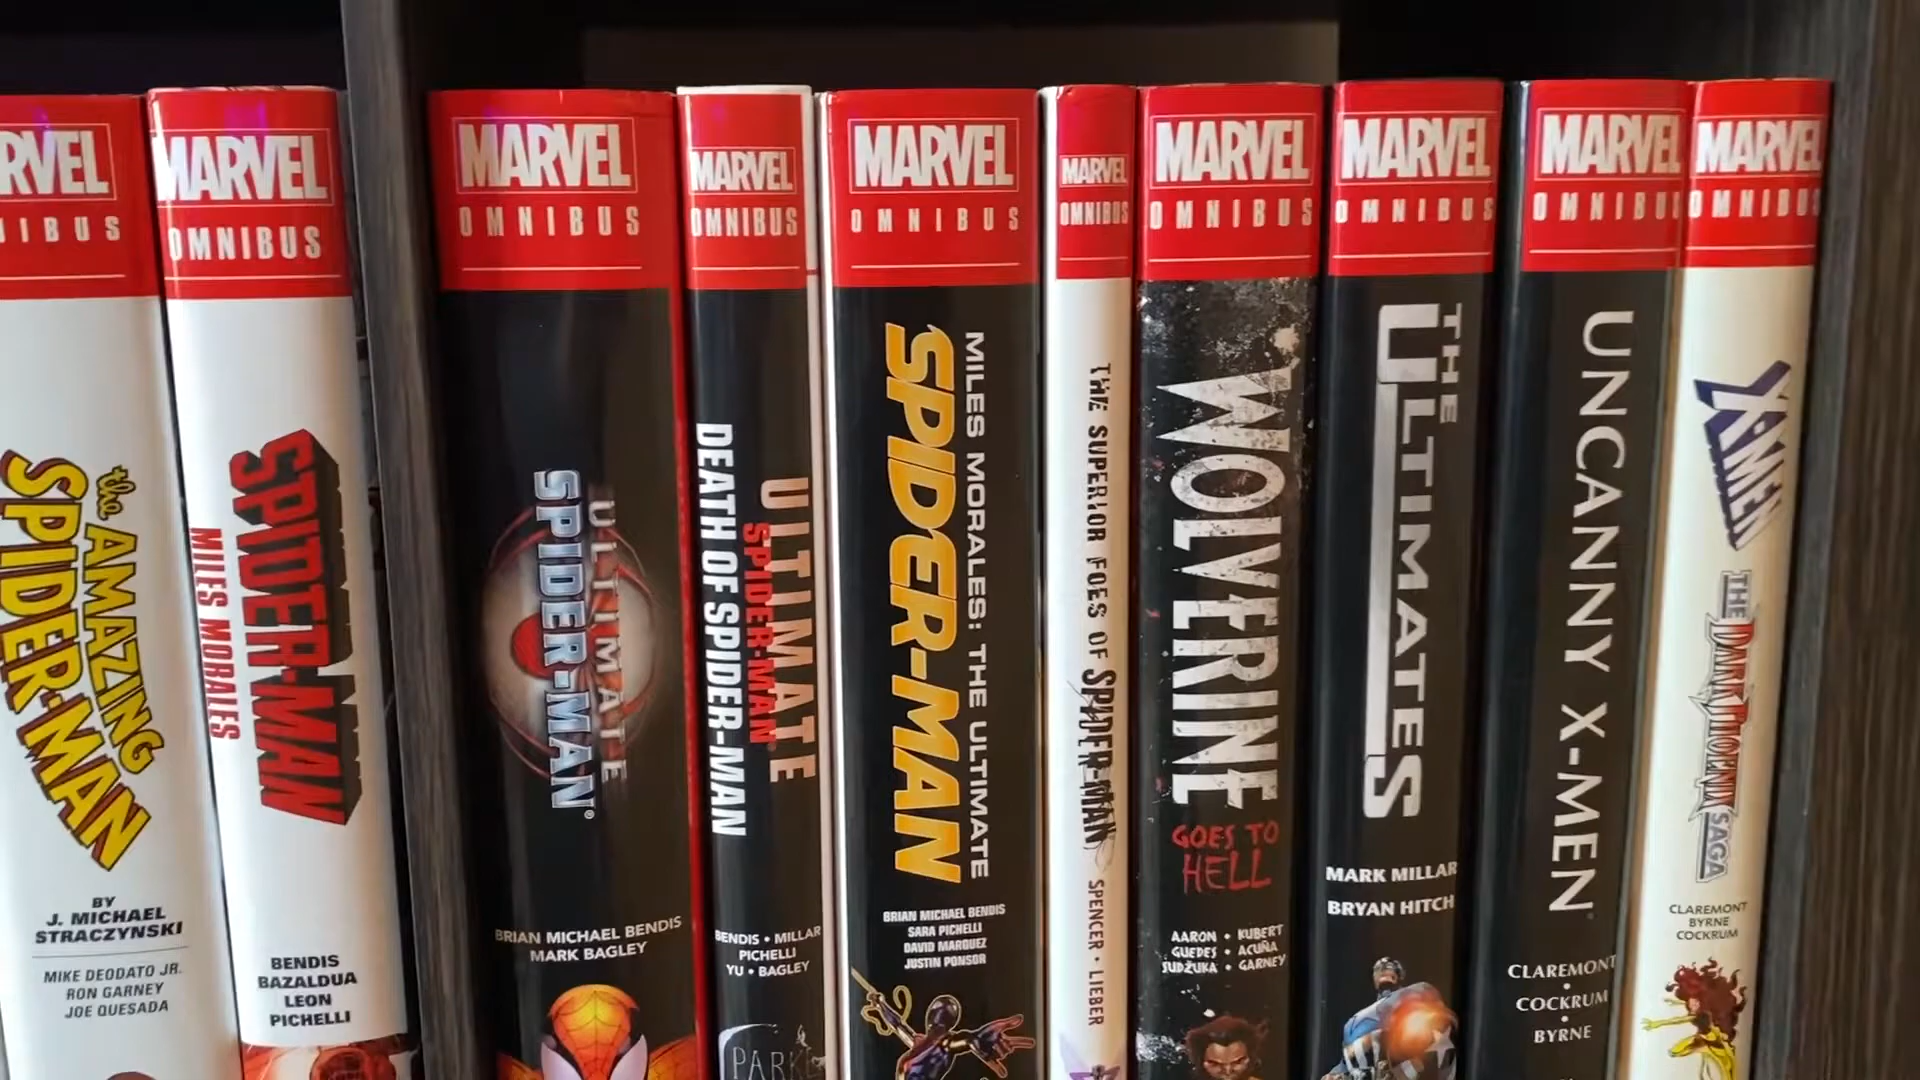 RVEL
NIBUS
the AMAZING
SPIDER-MAN
BY
J. MICHAEL
STRACZYNSKI
MIKE DEODATO JR.
RON GARNEY
JOE QUESADA
MARVEL
OMNIBUS
SPIDER-MAN
MILES MORALES
BENDIS
BAZALDUA
LEON
PICHELLI
MARVEL
OMNIBUS
ULTIMATE
SPIDER-MAN®
BRIAN MICHAEL BENDIS
MARK BAGLEY
MARVEL
OMNIBUS
ULTIMATE
SPIDER-MAN
DEATH OF SPIDER-MAN
BENDIS • MILLAR
PICHELLI
YU • BAGLEY
PARKE
MARVEL
OMNIBUS
MILES MORALES: THE ULTIMATE
SPIDER-MAN
BRIAN MICHAEL BENDIS
SARA PICHELLI
DAVID MARQUEZ
JUSTIN PONSOR
MARVEL
OMNIBUS
THE SUPERIOR FOES OF SPIDER-MAN
SPENCER • LIEBER
MARVEL
OMNIBUS
WOLVERINE
GOES TO
HELL
AARON • KUBERT
GUEDES • ACUÑA
SUDŽUKA • GARNEY
MARVEL
OMNIBUS
THE
ULTIMATES
MARK MILLAR
BRYAN HITCH
MARVEL
OMNIBUS
UNCANNY X-MEN
CLAREMONT
•
COCKRUM
•
BYRNE
MARVEL
OMNIBUS
X-MEN
THE DARK PHOENIX SAGA
CLAREMONT
BYRNE
COCKRUM